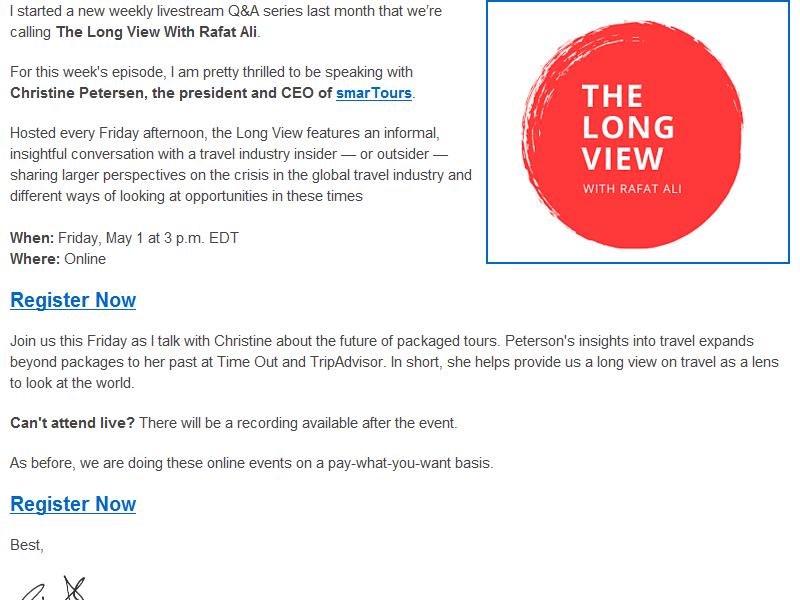 I started a new weekly livestream Q&A series last month that we’re
calling The Long View With Rafat Ali.
For this week's episode, I am pretty thrilled to be speaking with
Christine Petersen, the president and CEO of smarTours.
Hosted every Friday afternoon, the Long View features an informal,
insightful conversation with a travel industry insider — or outsider —
sharing larger perspectives on the crisis in the global travel industry and
different ways of looking at opportunities in these times
When: Friday, May 1 at 3 p.m. EDT
Where: Online
THE
LONG
VIEW
WITH RAFAT ALI
Register Now
Join us this Friday as I talk with Christine about the future of packaged tours. Peterson's insights into travel expands
beyond packages to her past at Time Out and TripAdvisor. In short, she helps provide us a long view on travel as a lens
to look at the world.
Can't attend live? There will be a recording available after the event.
As before, we are doing these online events on a pay-what-you-want basis.
Register Now
Best,